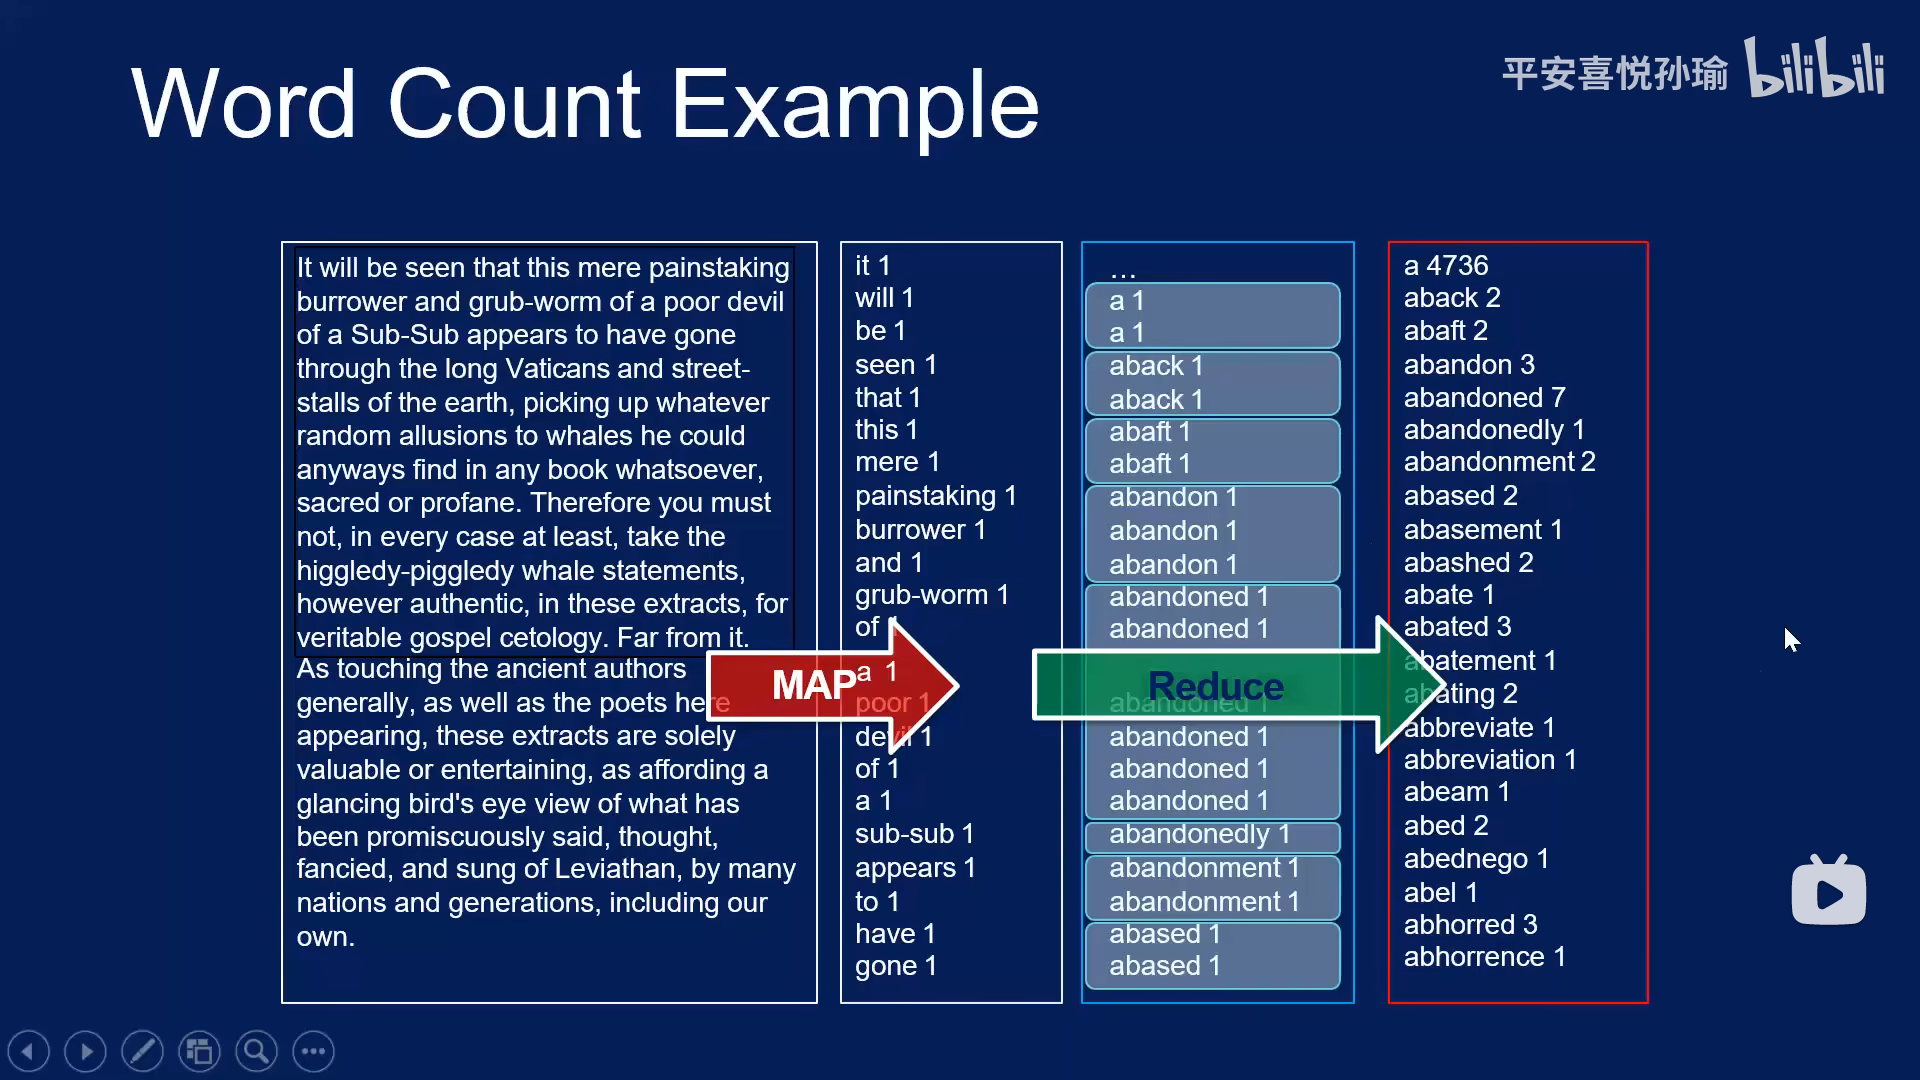 Word Count Example
平安喜悦孙瑜 bilibili
It will be seen that this mere painstaking
burrower and grub-worm of a poor devil
of a Sub-Sub appears to have gone
through the long Vaticans and street-
stalls of the earth, picking up whatever
random allusions to whales he could
anyways find in any book whatsoever,
sacred or profane. Therefore you must
not, in every case at least, take the
higgledy-piggledy whale statements,
however authentic, in these extracts, for
veritable gospel cetology. Far from it.
As touching the ancient authors
generally, as well as the poets here
appearing, these extracts are solely
valuable or entertaining, as affording a
glancing bird's eye view of what has
been promiscuously said, thought,
fancied, and sung of Leviathan, by many
nations and generations, including our
own.
MAP
it 1
will 1
be 1
seen 1
that 1
this 1
mere 1
painstaking 1
burrower 1
and 1
grub-worm 1
of 1
a 1
poor 1
devil 1
of 1
a 1
sub-sub 1
appears 1
to 1
have 1
gone 1
...
a 1
a 1
aback 1
aback 1
abaft 1
abaft 1
abandon 1
abandon 1
abandon 1
abandoned 1
abandoned 1
Reduce
abandoned 1
abandoned 1
abandoned 1
abandoned 1
abandonedly 1
abandonment 1
abandonment 1
abased 1
abased 1
a 4736
aback 2
abaft 2
abandon 3
abandoned 7
abandonedly 1
abandonment 2
abased 2
abasement 1
abashed 2
abate 1
abated 3
abatement 1
abating 2
abbreviate 1
abbreviation 1
abeam 1
abed 2
abednego 1
abel 1
abhorred 3
abhorrence 1